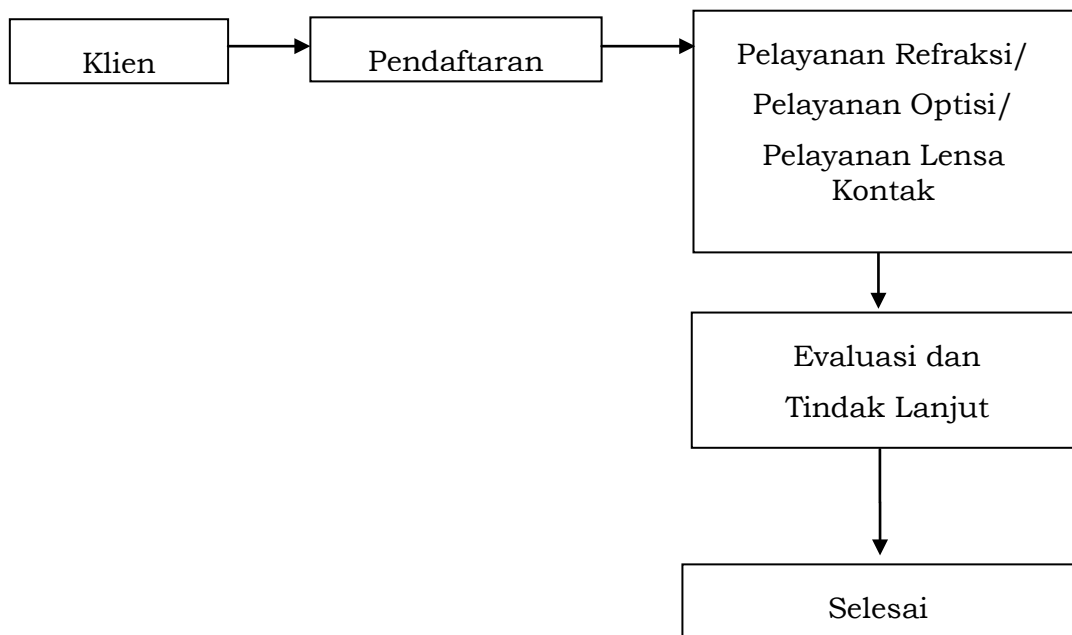 Klien
Pendaftaran
Pelayanan Refraksi/
Pelayanan Optisi/
Pelayanan Lensa
Kontak
Evaluasi dan
Tindak Lanjut
Selesai